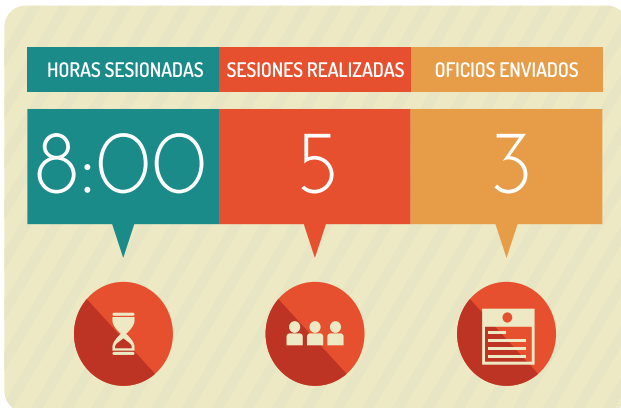 HORAS SESIONADAS
SESIONES REALIZADAS
OFICIOS ENVIADOS
8:00
5
3